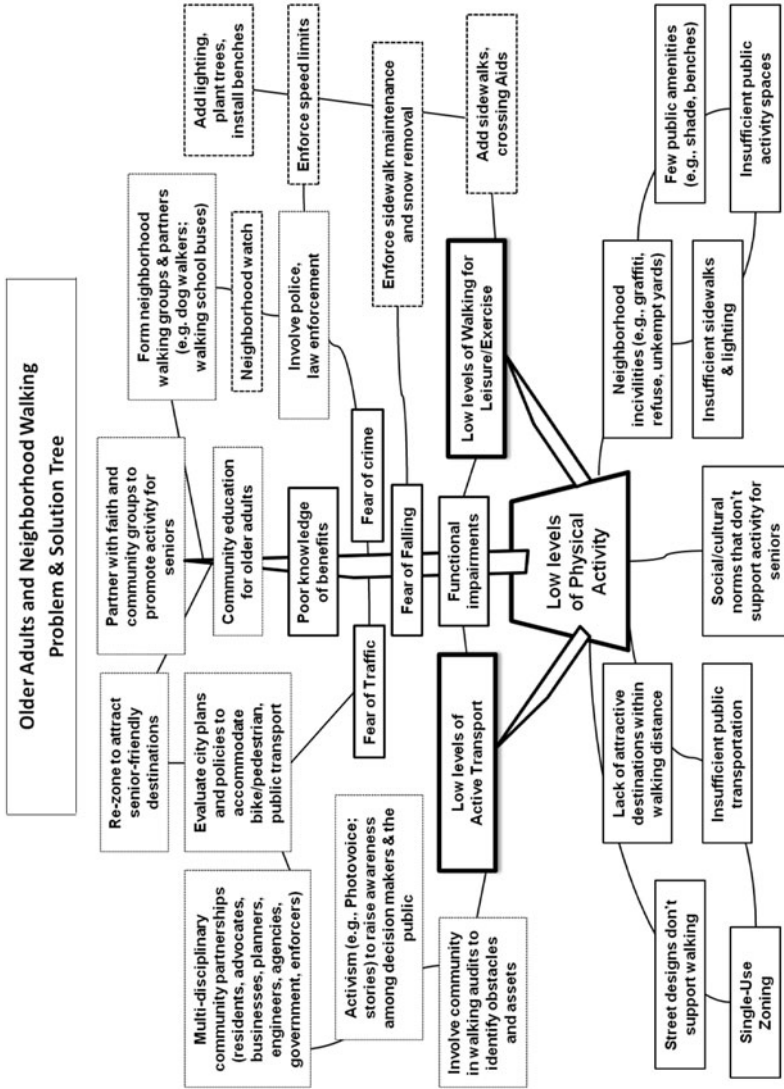 Older Adults and Neighborhood Walking
Problem & Solution Tree
Re-zone to attract
senior-friendly
destinations
Partner with faith and
community groups to
promote activity for
seniors
Form neighborhood
walking groups & partners
(e.g. dog walkers;
walking school buses)
Add lighting,
plant trees,
install benches
Multi-disciplinary
community partnerships
(residents, advocates,
businesses, planners,
engineers, agencies,
government, enforcers)
Evaluate city plans
and policies to
accommodate
bike/pedestrian,
public transport
Community education
for older adults
Neighborhood watch
Enforce speed limits
Involve police,
law enforcement
Poor knowledge
of benefits
Fear of Traffic
Fear of crime
Activism (e.g., Photovoice;
stories) to raise awareness
among decision makers & the
public
Fear of Falling
Enforce sidewalk maintenance
and snow removal
Involve community
in walking audits to
identify obstacles
and assets
Low levels of
Active Transport
Functional
impairments
Low levels of Walking for
Leisure/Exercise
Add sidewalks,
crossing Aids
Low levels
of Physical
Activity
Street designs don't
support walking
Lack of attractive
destinations within
walking distance
Social/cultural
norms that don't
support activity for
seniors
Neighborhood
incivilities (e.g., graffiti,
refuse, unkempt yards)
Few public amenities
(e.g., shade, benches)
Single-Use
Zoning
Insufficient public
transportation
Insufficient sidewalks
& lighting
Insufficient public
activity spaces